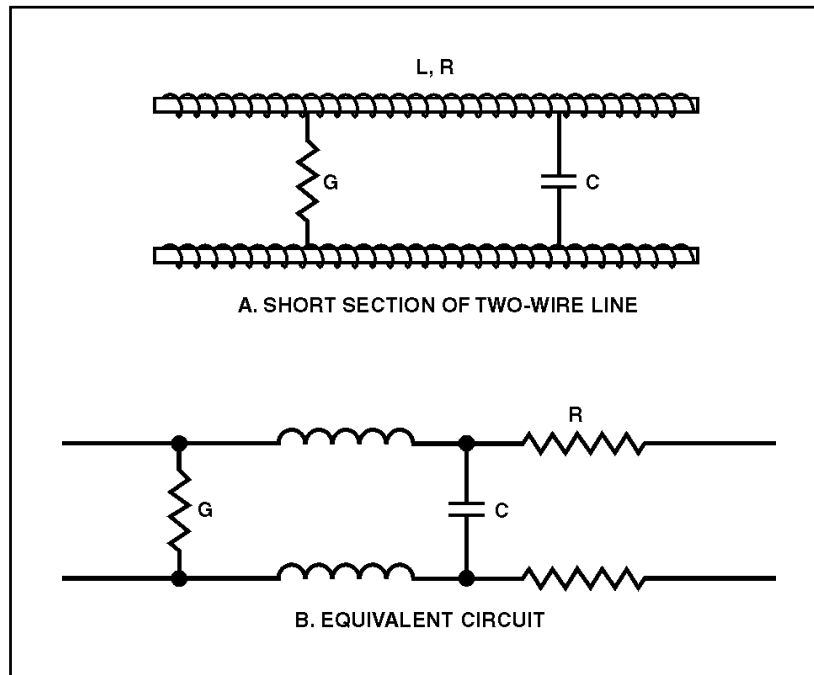 L, R
G
C
A. SHORT SECTION OF TWO-WIRE LINE
R
G
C
B. EQUIVALENT CIRCUIT